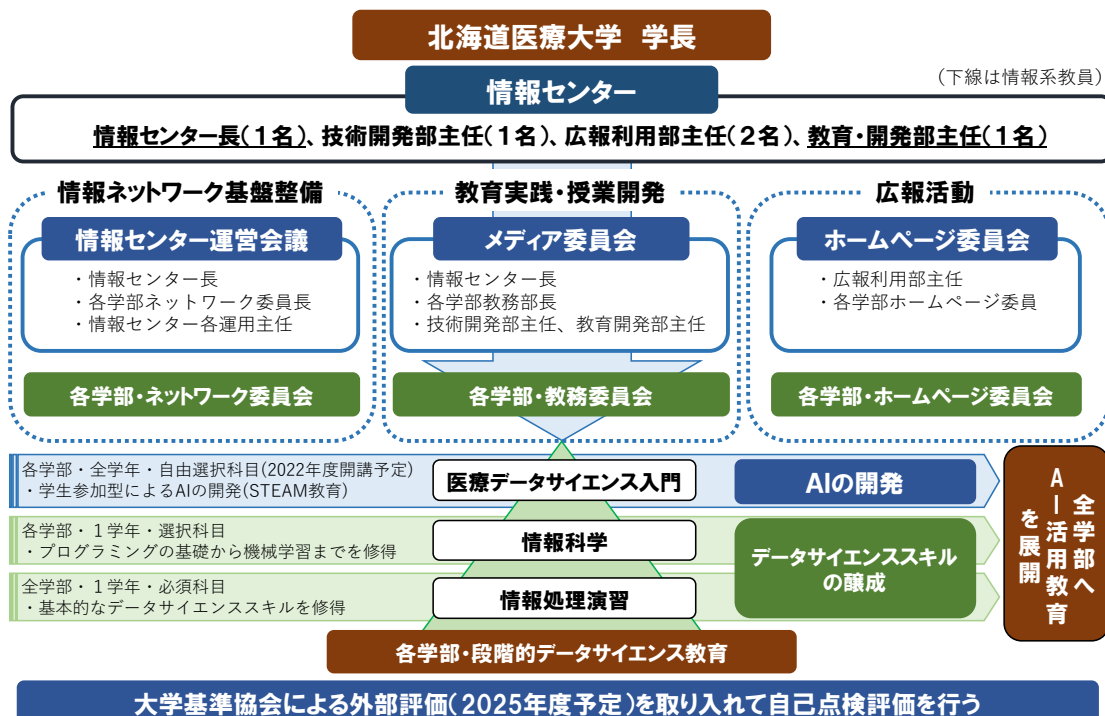 北海道医療大学 学長
情報センター
(下線は情報系教員)
情報センター長(1名)、技術開発部主任(1名)、広報利用部主任(2名)、教育・開発部主任(1名)
情報ネットワーク基盤整備
情報センター運営会議
・情報センター長
・各学部ネットワーク委員長
・情報センター各運用主任
各学部・ネットワーク委員会
教育実践・授業開発
メディア委員会
・情報センター長
・各学部教務部長
・技術開発部主任、教育開発部主任
各学部・教務委員会
広報活動
ホームページ委員会
・広報利用部主任
・各学部ホームページ委員
各学部・ホームページ委員会
各学部・全学年・自由選択科目(2022年度開講予定)
・学生参加型によるAIの開発(STEAM教育)
医療データサイエンス入門
AIの開発
各学部・1学年・選択科目
・プログラミングの基礎から機械学習までを修得
情報科学
データサイエンススキル
の醸成
全学部・1学年・必須科目
・基本的なデータサイエンススキルを修得
情報処理演習
全学部へ
AI活用教育
を展開
各学部・段階的データサイエンス教育
大学基準協会による外部評価(2025年度予定)を取り入れて自己点検評価を行う